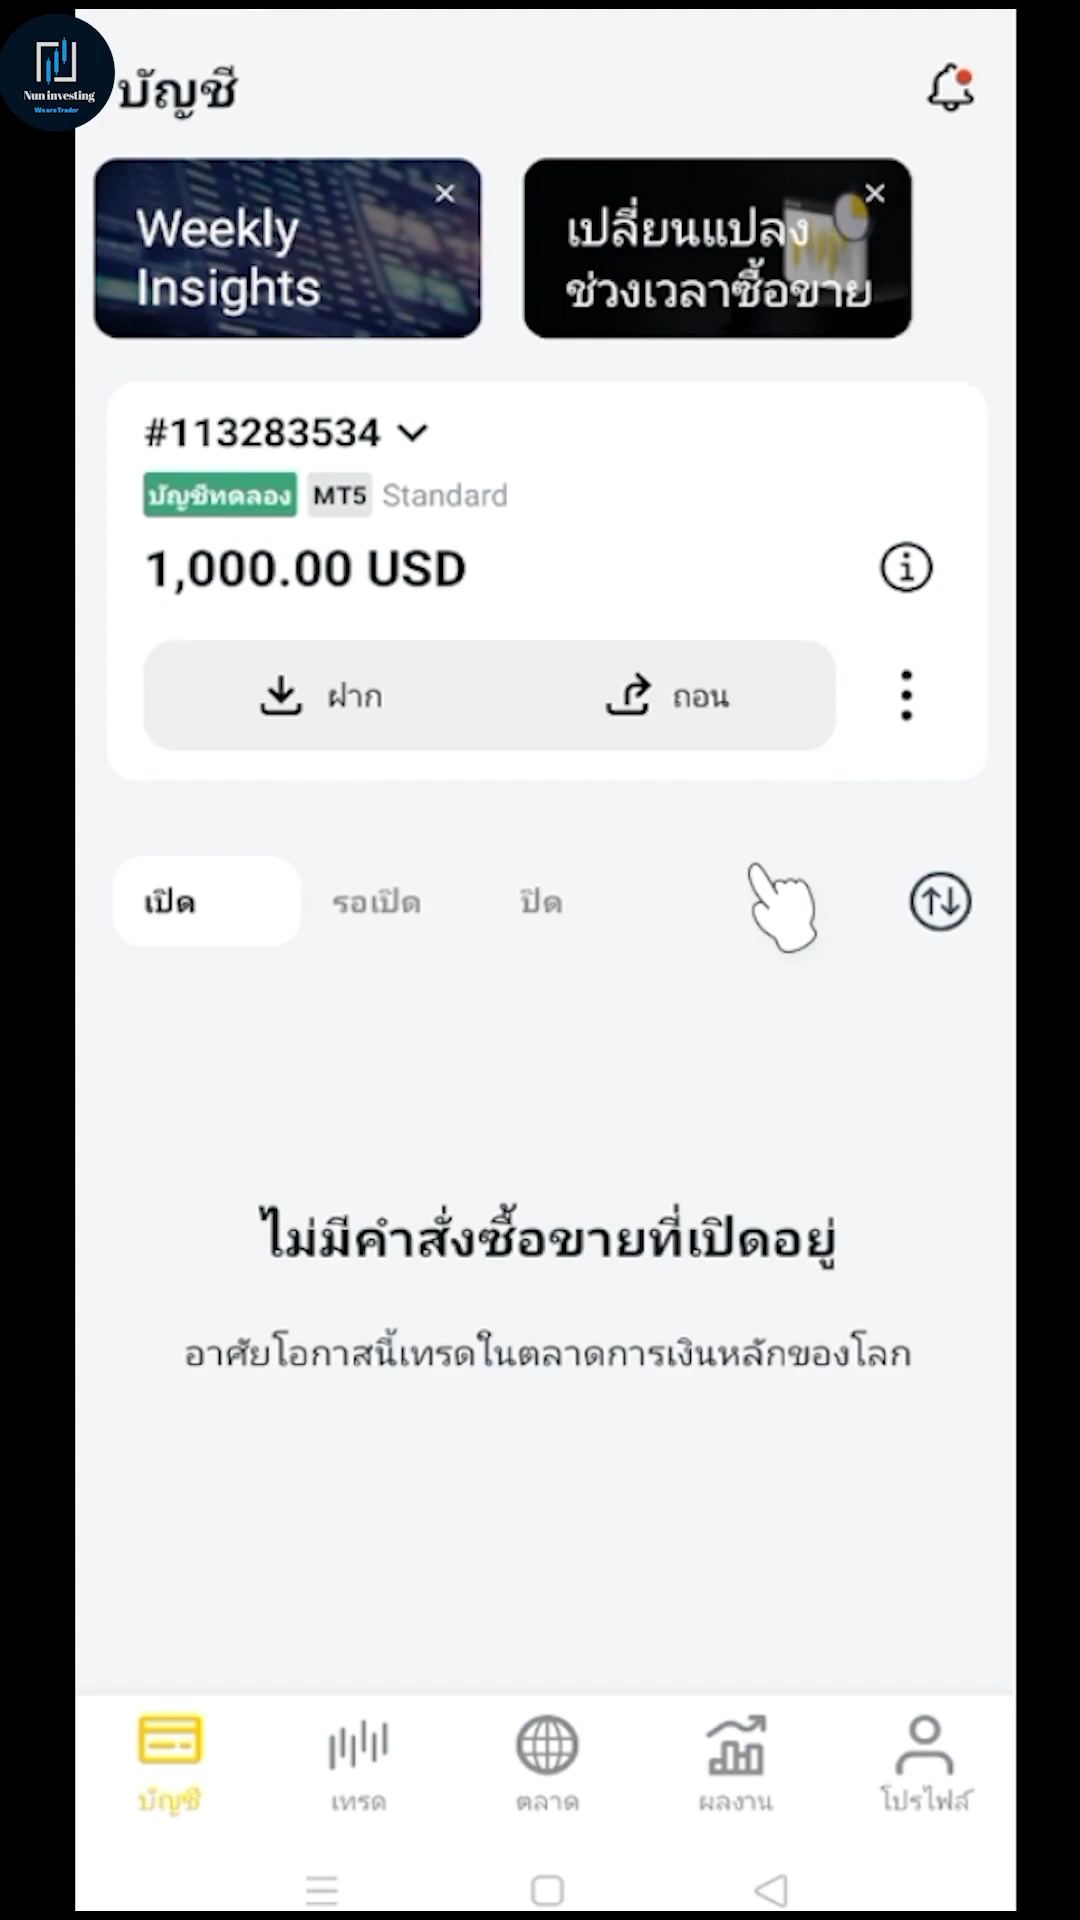 Nun investing
We are Trader
บัญชี
Weekly
Insights
เปลี่ยนแปลง
ช่วงเวลาซื้อขาย
#113283534
บัญชีทดลอง MT5 Standard
1,000.00 USD
ฝาก ถอน
เปิด รอเปิด ปิด
ไม่มีคำสั่งซื้อขายที่เปิดอยู่
อาศัยโอกาสนี้เทรดในตลาดการเงินหลักของโลก
บัญชี เทรด ตลาด ผลงาน โปรไฟล์